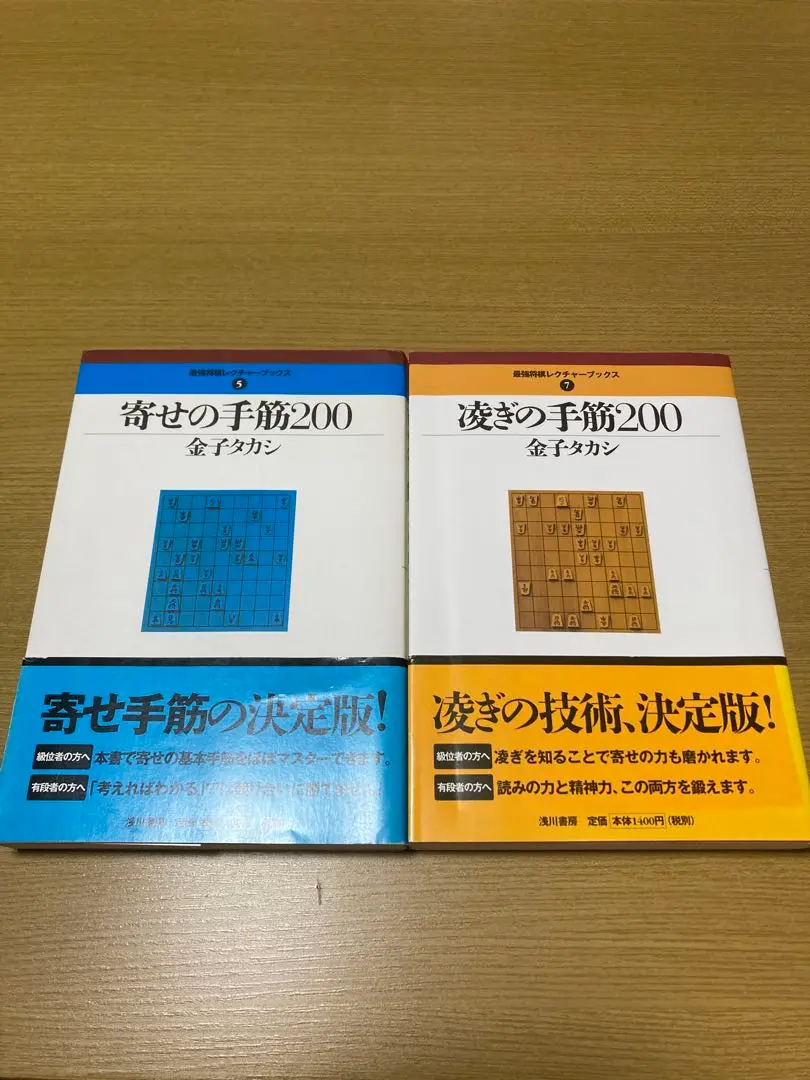 最強将棋レクチャーブックス
5
寄せの手筋200
金子タカシ
寄せ手筋の決定版!
級位者の方へ 本書で寄せの基本手筋をほぼマスターできます。
有段者の方へ 「考えればわかる」
浅川書房 定価
最強将棋レクチャーブックス
7
凌ぎの手筋200
金子タカシ
凌ぎの技術、決定版!
級位者の方へ 凌ぎを知ることで寄せの力も磨かれます。
有段者の方へ 読みの力と精神力、この両方を鍛えます。
浅川書房 定価 本体1400円(税別)